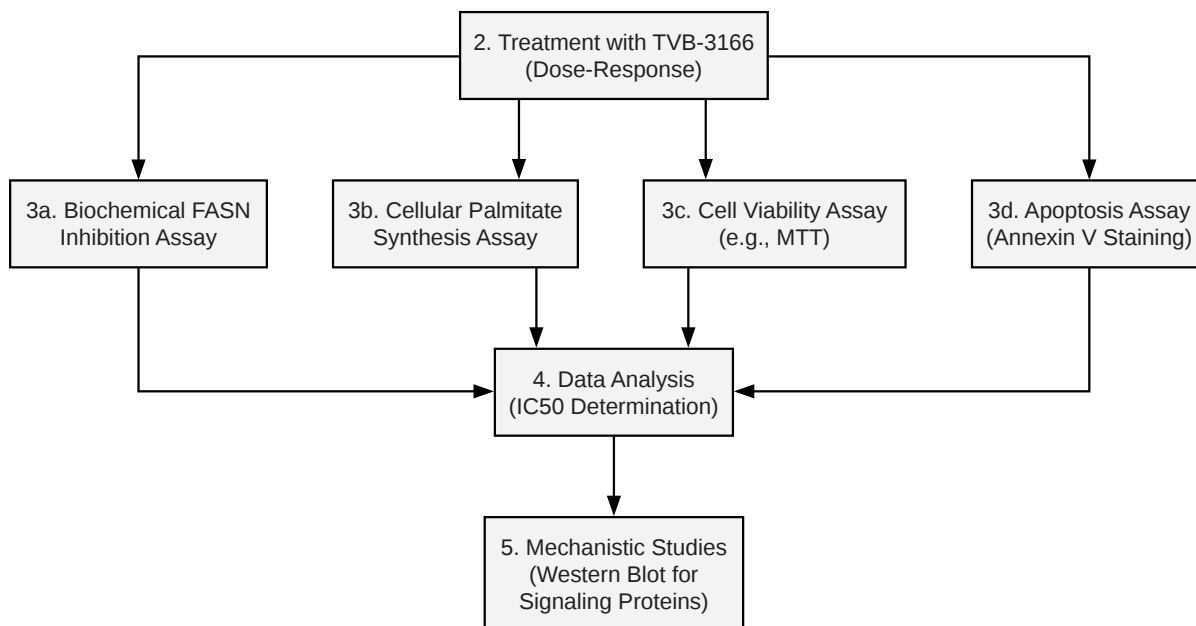 2. Treatment with TVB-3166
(Dose-Response)
3a. Biochemical FASN
Inhibition Assay
3b. Cellular Palmitate
Synthesis Assay
3c. Cell Viability Assay
(e.g., MTT)
3d. Apoptosis Assay
(Annexin V Staining)
4. Data Analysis
(IC50 Determination)
5. Mechanistic Studies
(Western Blot for
Signaling Proteins)